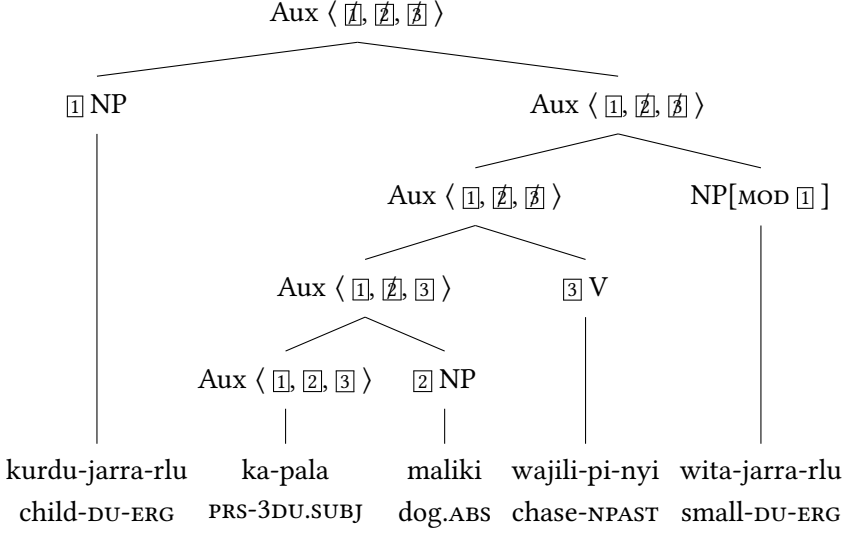 Aux ⟨ 1̸, 2̸, 3̸ ⟩
1 NP Aux ⟨ 1, 2̸, 3̸ ⟩
Aux ⟨ 1, 2̸, 3̸ ⟩ NP[MOD 1 ]
Aux ⟨ 1, 2̸, 3 ⟩ 3 V
Aux ⟨ 1, 2, 3 ⟩ 2 NP
kurdu-jarra-rlu ka-pala maliki wajili-pi-nyi wita-jarra-rlu
child-DU-ERG PRS-3DU.SUBJ dog.ABS chase-NPAST small-DU-ERG